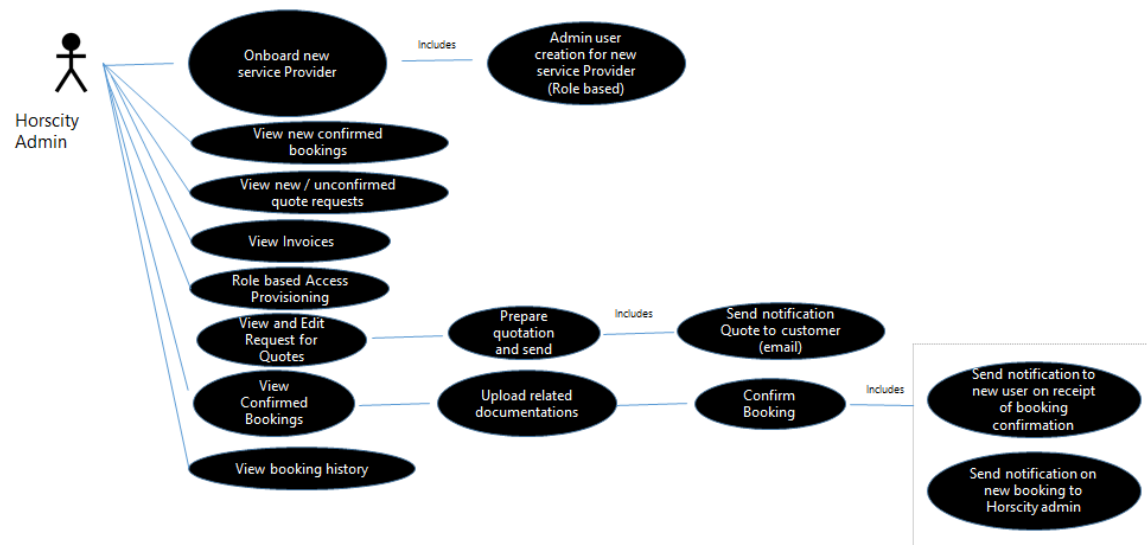 Horscity
Admin
Onboard new
service Provider
Includes
Admin user
creation for new
service Provider
(Role based)
View new confirmed
bookings
View new / unconfirmed
quote requests
View Invoices
Role based Access
Provisioning
View and Edit
Request for
Quotes
Prepare
quotation
and send
Includes
Send notification
Quote to customer
(email)
View
Confirmed
Bookings
Upload related
documentations
Confirm
Booking
Includes
Send notification to
new user on receipt
of booking
confirmation
View booking history
Send notification on
new booking to
Horscity admin